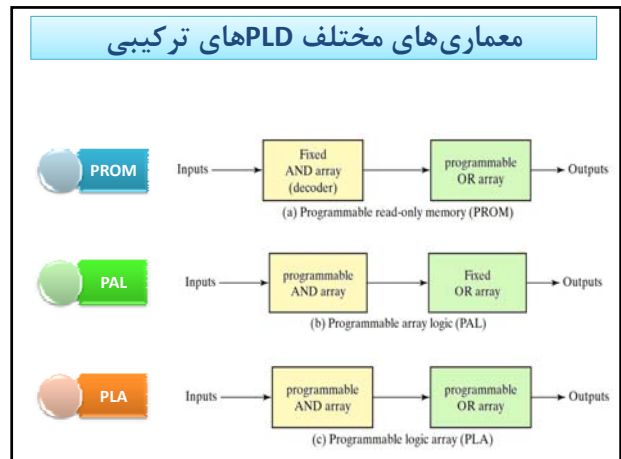 معماری‌های مختلف PLDهای ترکیبی
PROM
Inputs
Fixed
AND array
(decoder)
programmable
OR array
Outputs
(a) Programmable read-only memory (PROM)
PAL
Inputs
programmable
AND array
Fixed
OR array
Outputs
(b) Programmable array logic (PAL)
PLA
Inputs
programmable
AND array
programmable
OR array
Outputs
(c) Programmable logic array (PLA)